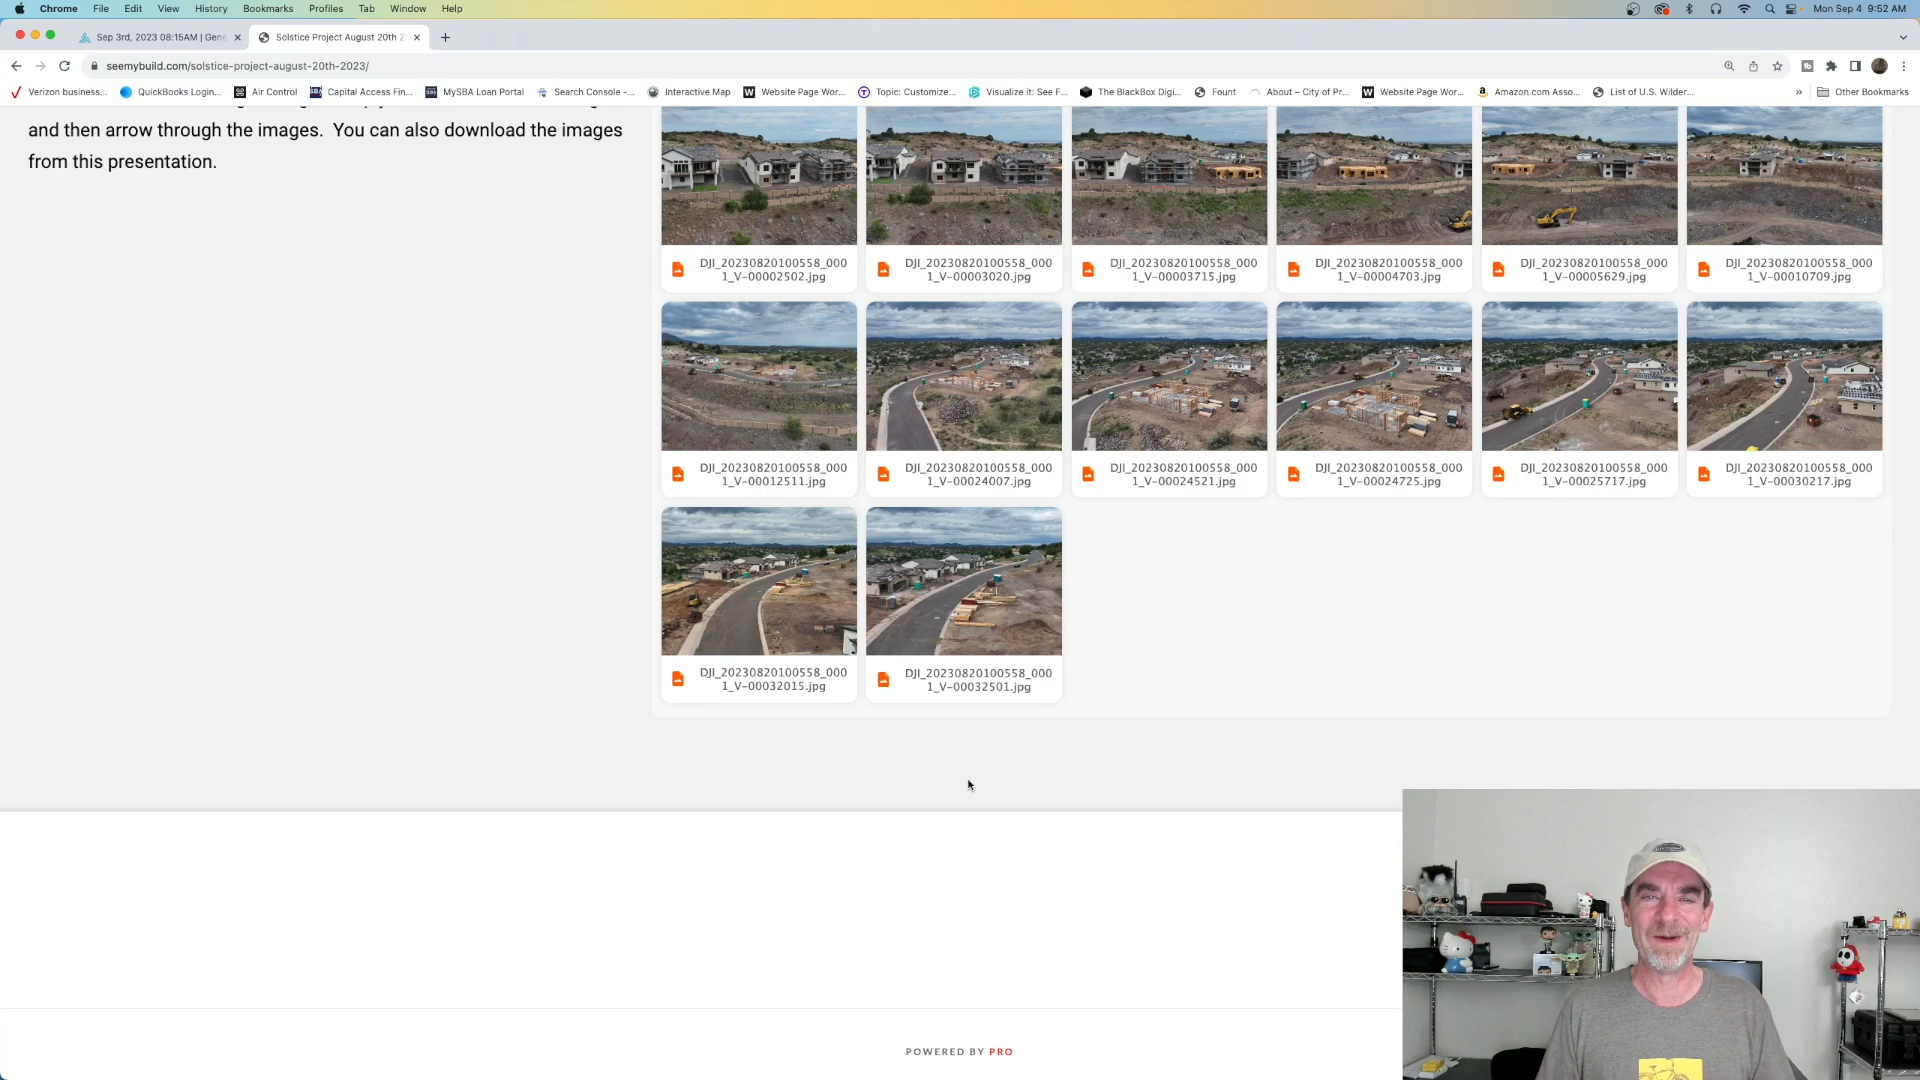 Chrome File Edit View History Bookmarks Profiles Tab Window Help Mon Sep 4 9:52 AM
Sep 3rd, 2023 08:15AM | Gene
Solstice Project August 20th 2
seemybuild.com/solstice-project-august-20th-2023/
Verizon business... QuickBooks Login... Air Control Capital Access Fin... MySBA Loan Portal Search Console -... Interactive Map Website Page Wor... Topic: Customize... Visualize it: See F... The BlackBox Digi... Fount About – City of Pr... Website Page Wor... Amazon.com Asso... List of U.S. Wilder... » Other Bookmarks
and then arrow through the images. You can also download the images
from this presentation.
DJI_20230820100558_000
1_V-00002502.jpg
DJI_20230820100558_000
1_V-00003020.jpg
DJI_20230820100558_000
1_V-00003715.jpg
DJI_20230820100558_000
1_V-00004703.jpg
DJI_20230820100558_000
1_V-00005629.jpg
DJI_20230820100558_000
1_V-00010709.jpg
DJI_20230820100558_000
1_V-00012511.jpg
DJI_20230820100558_000
1_V-00024007.jpg
DJI_20230820100558_000
1_V-00024521.jpg
DJI_20230820100558_000
1_V-00024725.jpg
DJI_20230820100558_000
1_V-00025717.jpg
DJI_20230820100558_000
1_V-00030217.jpg
DJI_20230820100558_000
1_V-00032015.jpg
DJI_20230820100558_000
1_V-00032501.jpg
POWERED BY PRO